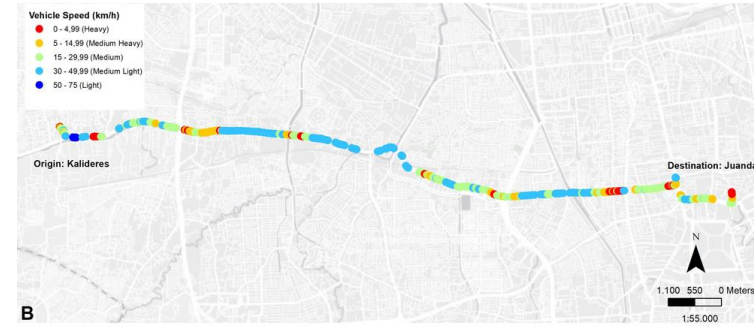 Vehicle Speed (km/h)
0 - 4,99 (Heavy)
5 - 14,99 (Medium Heavy)
15 - 29,99 (Medium)
30 - 49,99 (Medium Light)
50 - 75 (Light)
Origin: Kalideres
Destination: Juanda
N
1.100 550 0 Meters
1:55.000
B